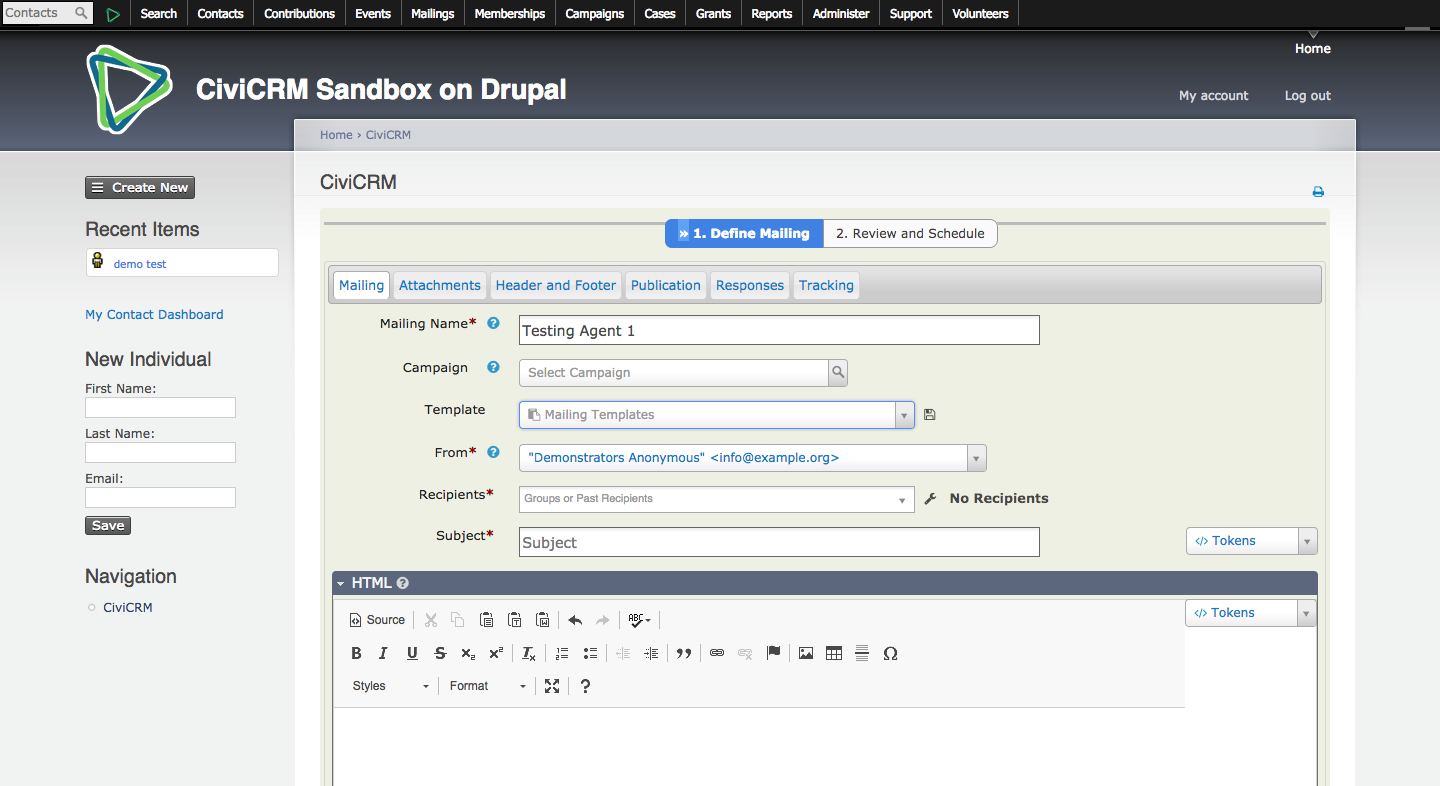 Contacts Search Contacts Contributions Events Mailings Memberships Campaigns Cases Grants Reports Administer Support Volunteers
Home
CiviCRM Sandbox on Drupal
My account Log out
Home › CiviCRM
Create New
CiviCRM
Recent Items
demo test
» 1. Define Mailing 2. Review and Schedule
Mailing Attachments Header and Footer Publication Responses Tracking
My Contact Dashboard
Mailing Name* ? Testing Agent 1
New Individual
Campaign ? Select Campaign
First Name:
Template Mailing Templates
Last Name:
From* ? "Demonstrators Anonymous" <info@example.org>
Email:
Recipients* Groups or Past Recipients No Recipients
Save
Subject* Subject </> Tokens
Navigation
HTML ?
CiviCRM
Source ABC </> Tokens
B I U S x₂ x² Tx Ω
Styles Format ?